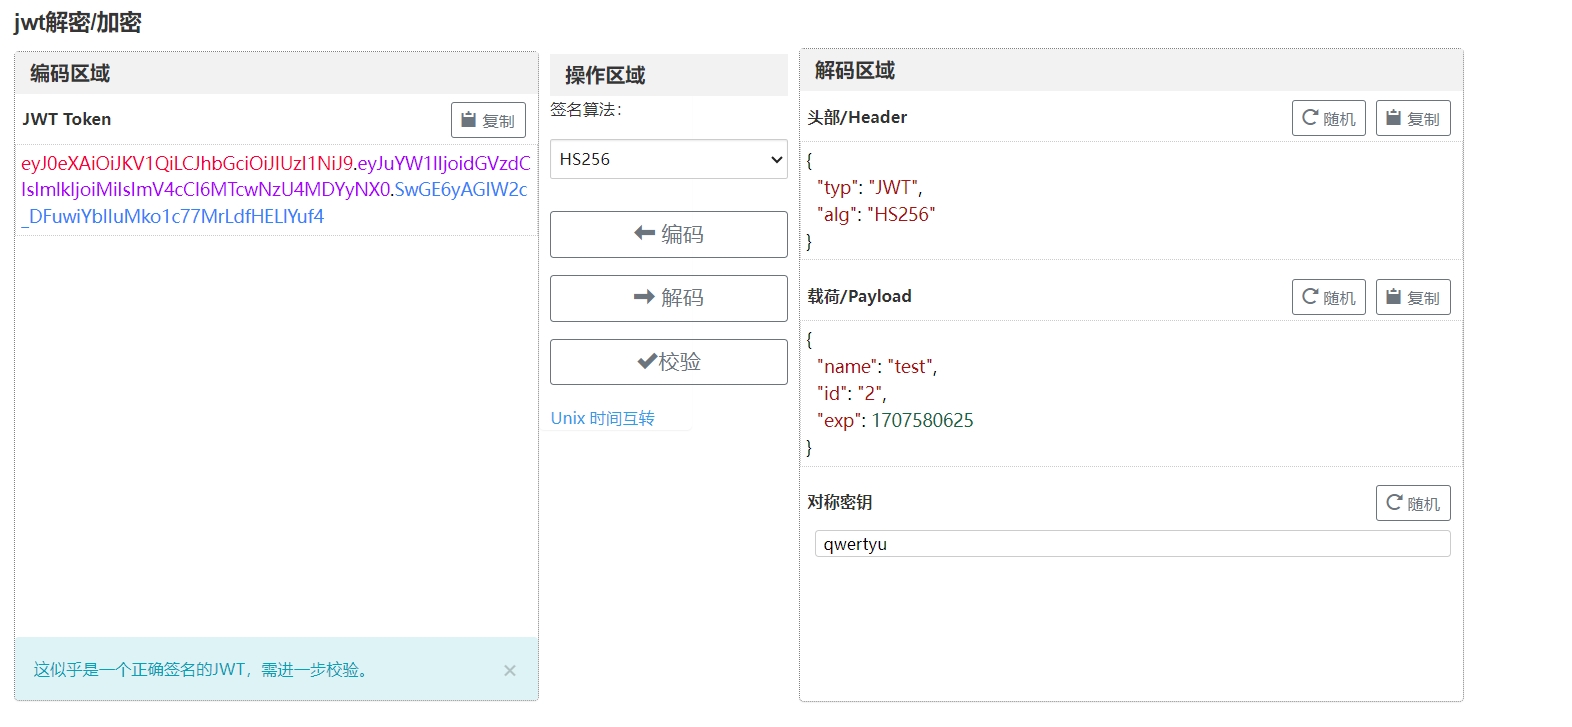 jwt解密/加密
编码区域
JWT Token
复制
eyJ0eXAiOiJKV1QiLCJhbGciOiJIUzI1NiJ9.eyJuYW1lIjoidGVzdC
IsImlkIjoiMiIsImV4cCI6MTcwNzU4MDYyNX0.SwGE6yAGIW2c
_DFuwiYbIIuMko1c77MrLdfHELIYuf4
这似乎是一个正确签名的JWT，需进一步校验。
×
操作区域
签名算法：
HS256
编码
解码
校验
Unix 时间互转
解码区域
头部/Header
随机
复制
{
"typ": "JWT",
"alg": "HS256"
}
载荷/Payload
随机
复制
{
"name": "test",
"id": "2",
"exp": 1707580625
}
对称密钥
随机
qwertyu